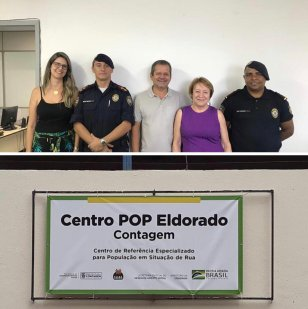 Centro POP Eldorado
Contagem
Centro de Referência Especializado
para População em Situação de Rua
BRASIL